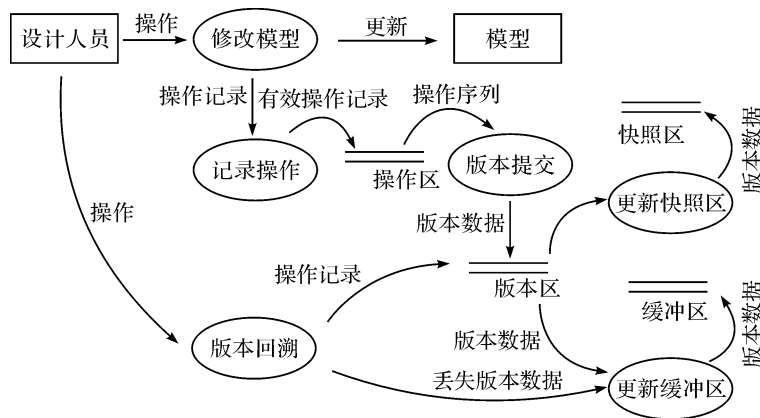 设计人员
操作
修改模型
更新
模型
操作记录
有效操作记录
操作序列
快照区
版本数据
记录操作
操作区
版本提交
更新快照区
操作
版本数据
操作记录
版本区
缓冲区
版本数据
版本回溯
版本数据
丢失版本数据
更新缓冲区